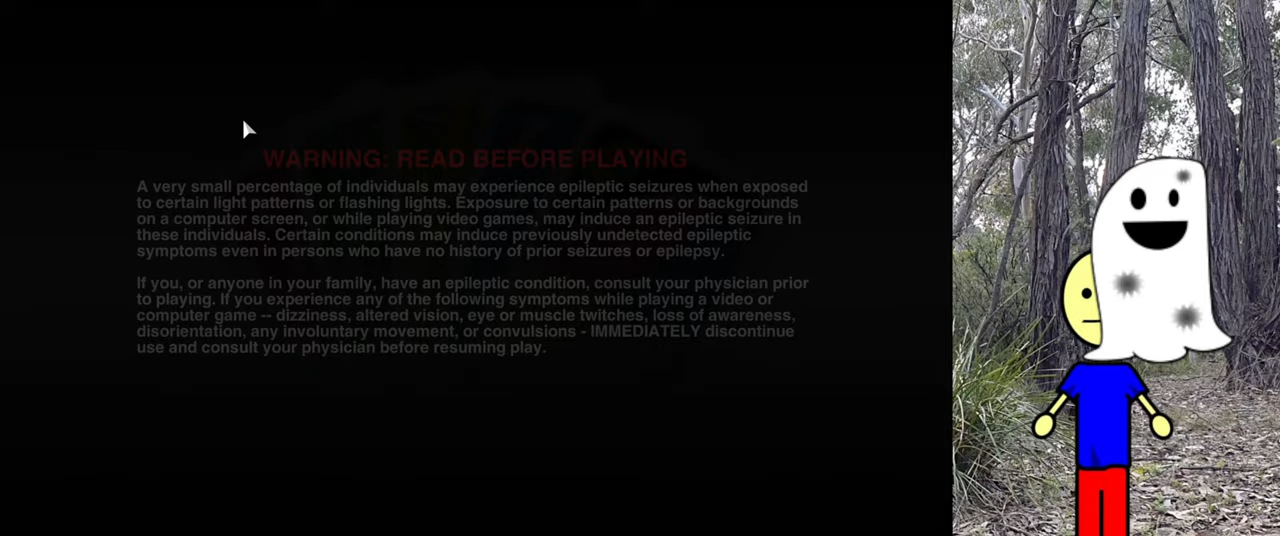 WARNING: READ BEFORE PLAYING
A very small percentage of individuals may experience epileptic seizures when exposed
to certain light patterns or flashing lights. Exposure to certain patterns or backgrounds
on a computer screen, or while playing video games, may induce an epileptic seizure in
these individuals. Certain conditions may induce previously undetected epileptic
symptoms even in persons who have no history of prior seizures or epilepsy.
If you, or anyone in your family, have an epileptic condition, consult your physician prior
to playing. If you experience any of the following symptoms while playing a video or
computer game -- dizziness, altered vision, eye or muscle twitches, loss of awareness,
disorientation, any involuntary movement, or convulsions - IMMEDIATELY discontinue
use and consult your physician before resuming play.